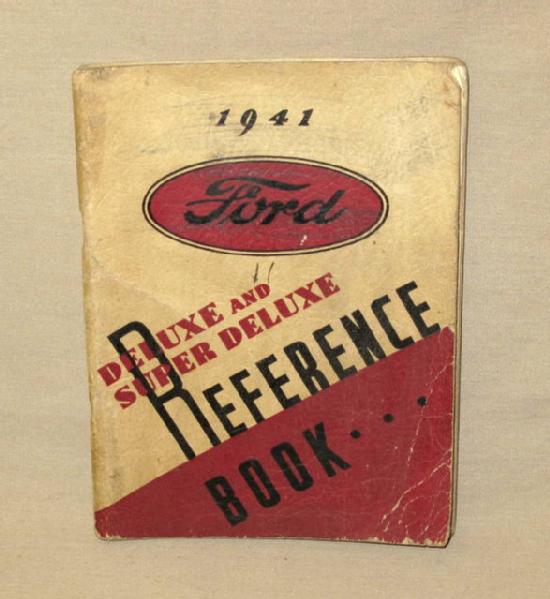 1941
Ford
DELUXE AND
SUPER DELUXE
REFERENCE
BOOK...